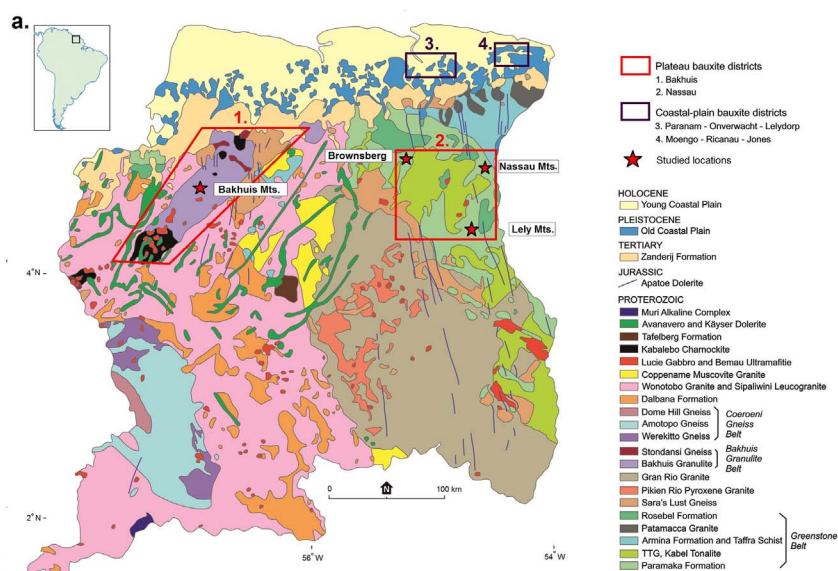 a.
1.
2.
3.
4.
Bakhuis Mts.
Brownsberg
Nassau Mts.
Lely Mts.
4°N
2°N
56° W
54° W
N
0
100 km
Plateau bauxite districts
1. Bakhuis
2. Nassau
Coastal-plain bauxite districts
3. Paranam - Onverwacht - Lelydorp
4. Moengo - Ricanau - Jones
Studied locations
HOLOCENE
Young Coastal Plain
PLEISTOCENE
Old Coastal Plain
TERTIARY
Zanderij Formation
JURASSIC
Apatoe Dolerite
PROTEROZOIC
Muri Alkaline Complex
Avanavero and Käyser Dolerite
Tafelberg Formation
Kabalebo Charnockite
Lucie Gabbro and Bemau Ultramafitie
Coppename Muscovite Granite
Wonotobo Granite and Sipaliwini Leucogranite
Dalbana Formation
Dome Hill Gneiss
Amotopo Gneiss
Werekitto Gneiss
Coeroeni
Gneiss
Belt
Stondansi Gneiss
Bakhuis Granulite
Bakhuis
Granulite
Belt
Gran Rio Granite
Pikien Rio Pyroxene Granite
Sara's Lust Gneiss
Rosebel Formation
Patamacca Granite
Armina Formation and Taffra Schist
TTG, Kabel Tonalite
Paramaka Formation
Greenstone
Belt